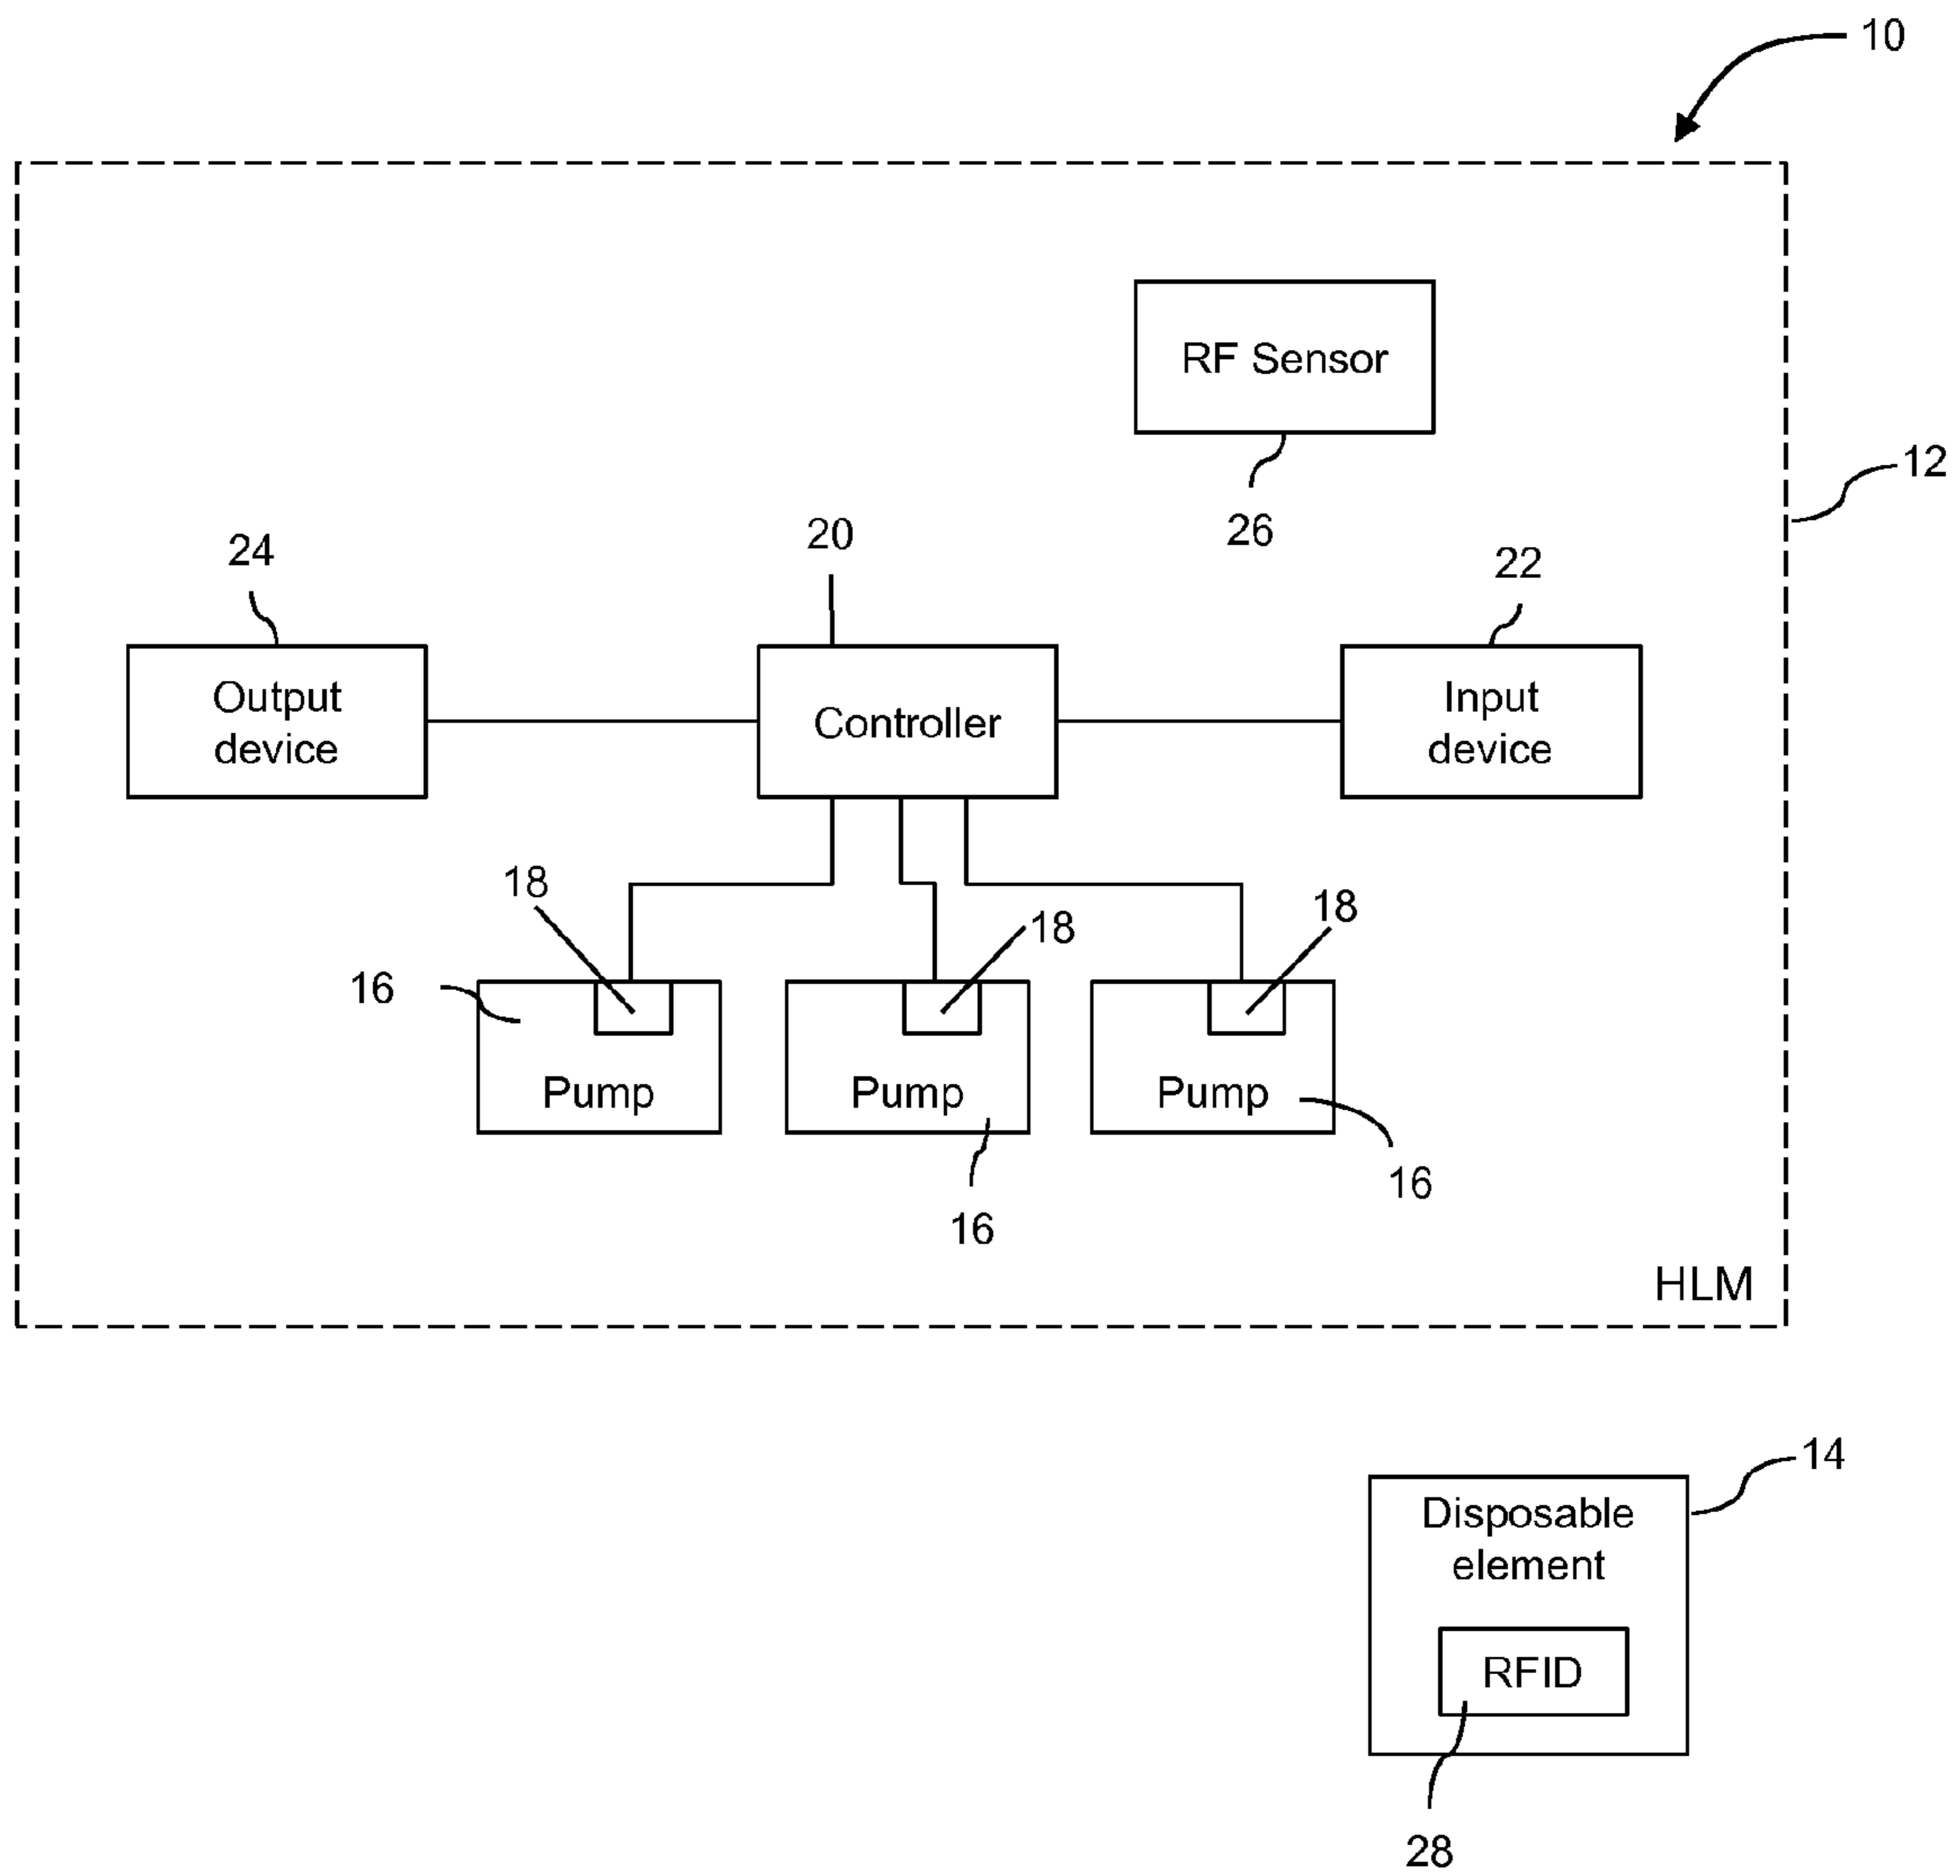 10
RF Sensor
12
26
20
24
22
Output
device
Controller
Input
device
18
18
18
16
Pump
Pump
Pump
16
16
HLM
14
Disposable
element
RFID
28